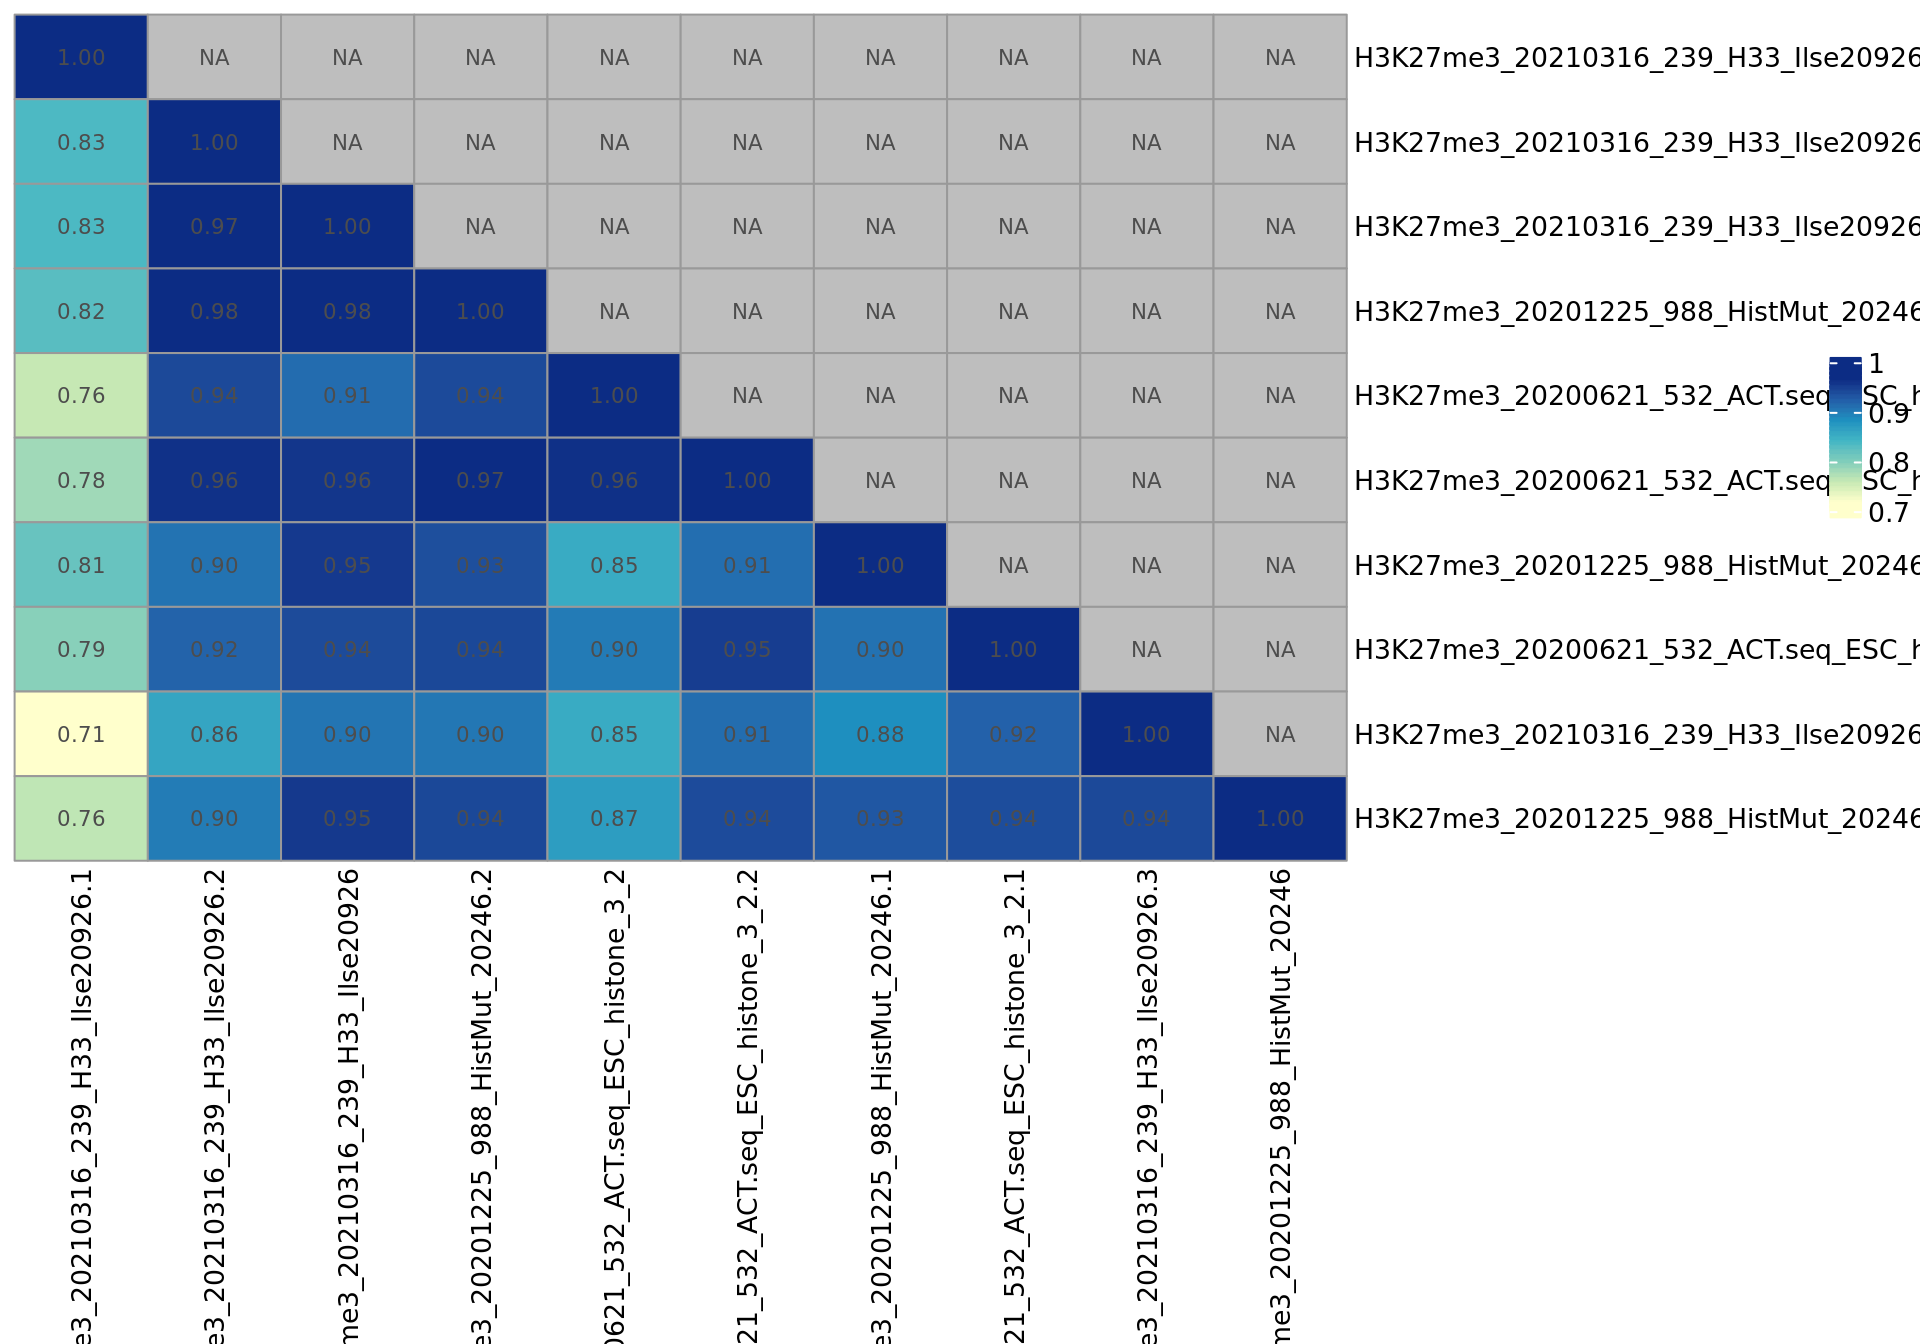 1.00 NA NA NA NA NA NA NA NA NA H3K27me3_20210316_239_H33_Ilse20926
0.83 1.00 NA NA NA NA NA NA NA NA H3K27me3_20210316_239_H33_Ilse20926
0.83 0.97 1.00 NA NA NA NA NA NA NA H3K27me3_20210316_239_H33_Ilse20926
0.82 0.98 0.98 1.00 NA NA NA NA NA NA H3K27me3_20201225_988_HistMut_20246
0.76 0.94 0.91 0.94 1.00 NA NA NA NA NA H3K27me3_20200621_532_ACT.seq SC_h
0.78 0.96 0.96 0.97 0.96 1.00 NA NA NA NA H3K27me3_20200621_532_ACT.seq SC_h
0.81 0.90 0.95 0.93 0.85 0.91 1.00 NA NA NA H3K27me3_20201225_988_HistMut_20246
0.79 0.92 0.94 0.94 0.90 0.95 0.90 1.00 NA NA H3K27me3_20200621_532_ACT.seq_ESC_h
0.71 0.86 0.90 0.90 0.85 0.91 0.88 0.92 1.00 NA H3K27me3_20210316_239_H33_Ilse20926
0.76 0.90 0.95 0.94 0.87 0.94 0.93 0.94 0.94 1.00 H3K27me3_20201225_988_HistMut_20246
1
0.9
0.8
0.7
e3_20210316_239_H33_Ilse20926.1
e3_20210316_239_H33_Ilse20926.2
me3_20210316_239_H33_Ilse20926
e3_20201225_988_HistMut_20246.2
0621_532_ACT.seq_ESC_histone_3_2
21_532_ACT.seq_ESC_histone_3_2.2
e3_20201225_988_HistMut_20246.1
21_532_ACT.seq_ESC_histone_3_2.1
e3_20210316_239_H33_Ilse20926.3
me3_20201225_988_HistMut_20246